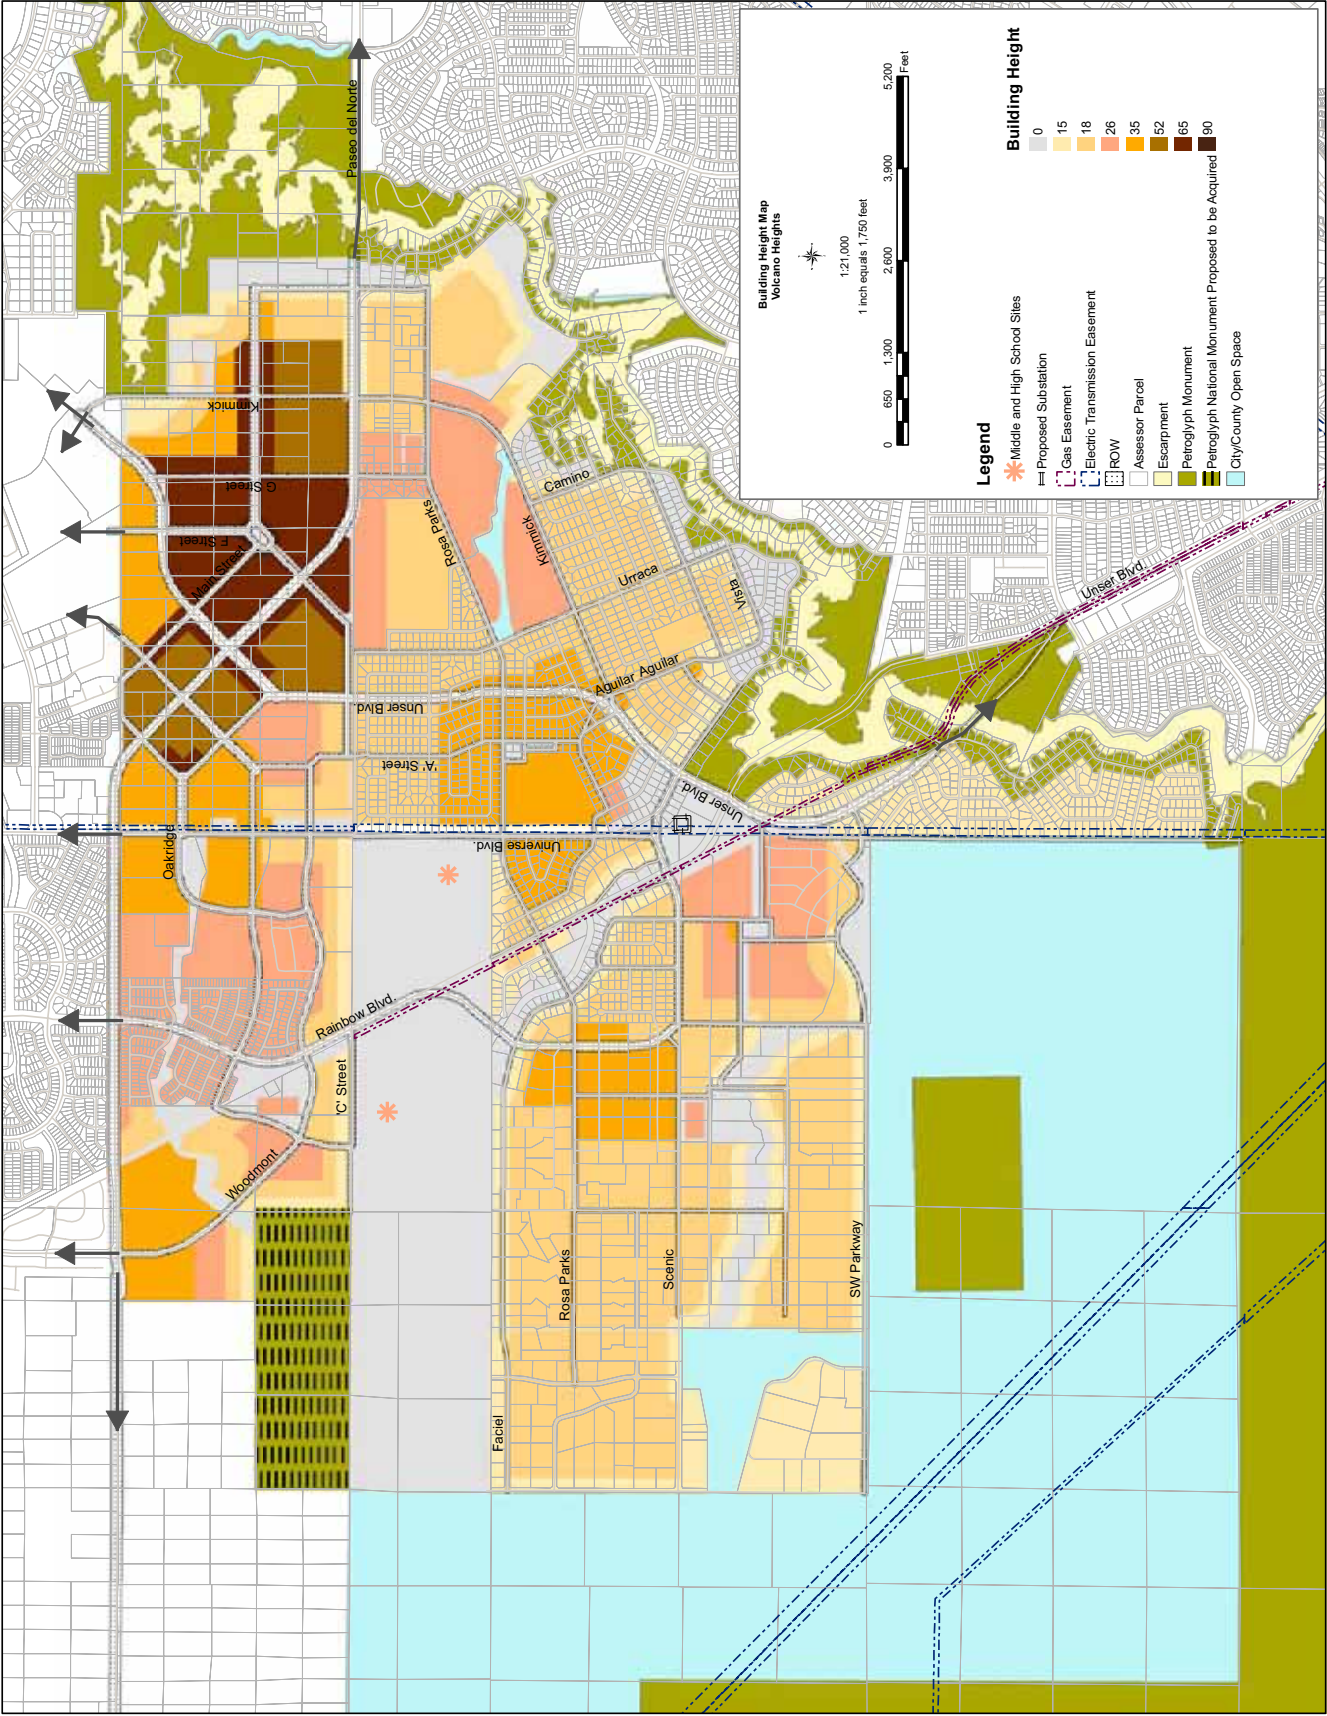 Building Height Map
Volcano Heights
1:21,000
1 inch equals 1,750 feet
0 650 1,300 2,600 3,900 5,200
Feet
Legend
Middle and High School Sites
Proposed Substation
Gas Easement
Electric Transmission Easement
ROW
Assessor Parcel
Escarpment
Petroglyph Monument
Petroglyph National Monument Proposed to be Acquired
City/County Open Space
Building Height
0
15
18
26
35
52
65
90
Paseo del Norte
Kimmick
G Street
F Street
Main Street
Rosa Parks
Camino
Kimmick
Urraca
Vista
Aguilar Aguilar
Unser Blvd.
'A' Street
Unser Blvd.
Unser Blvd.
Universe Blvd.
Oakridge
Rainbow Blvd.
'C' Street
Woodmont
Rosa Parks
Scenic
SW Parkway
Faciel